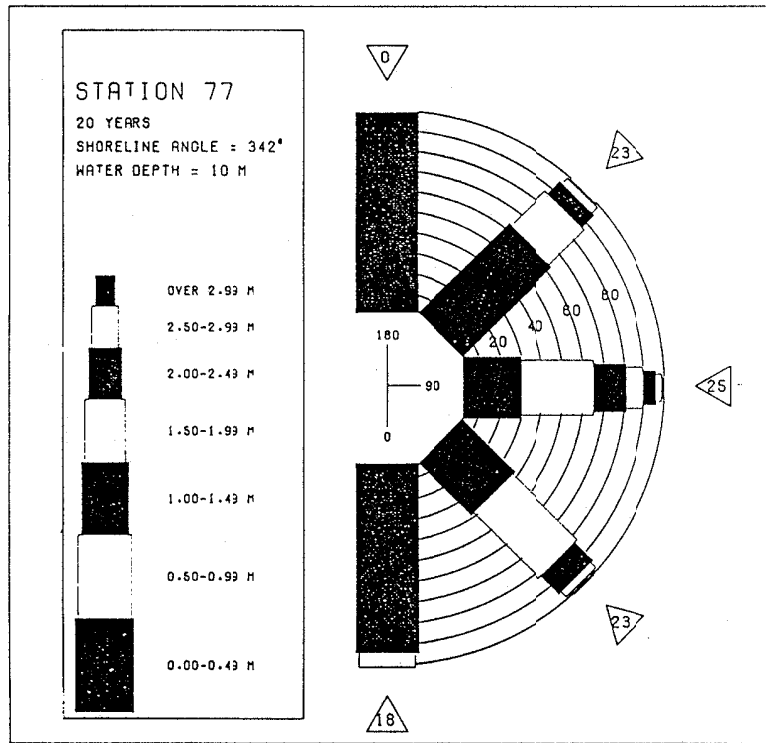 STATION 77
20 YEARS
SHORELINE ANGLE = 342°
WATER DEPTH = 10 M
OVER 2.99 M
2.50-2.99 M
2.00-2.49 M
1.50-1.99 M
1.00-1.49 M
0.50-0.99 M
0.00-0.49 M
0
23
80
60
40
20
180
90
0
25
23
18